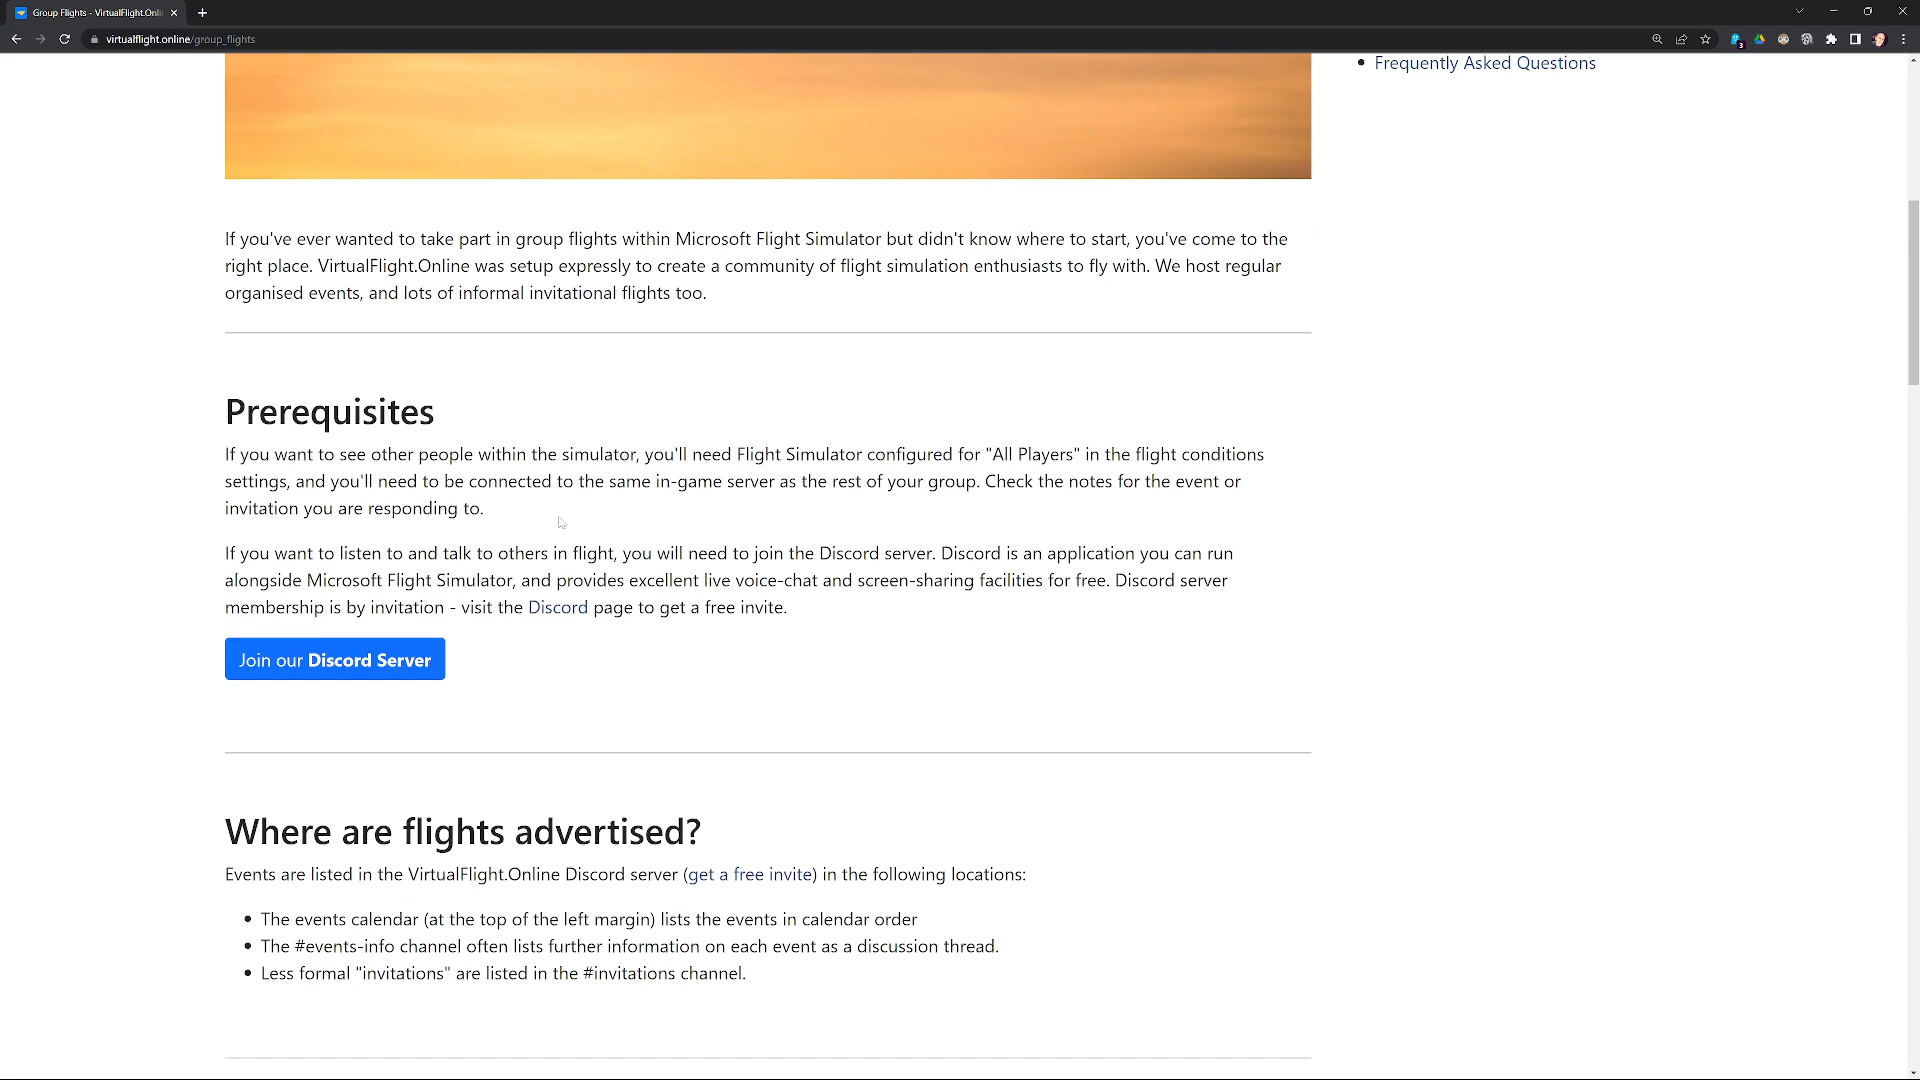 Group Flights - VirtualFlight.Onli
virtualflight.online/group_flights
3
Frequently Asked Questions
If you've ever wanted to take part in group flights within Microsoft Flight Simulator but didn't know where to start, you've come to the
right place. VirtualFlight.Online was setup expressly to create a community of flight simulation enthusiasts to fly with. We host regular
organised events, and lots of informal invitational flights too.
Prerequisites
If you want to see other people within the simulator, you'll need Flight Simulator configured for "All Players" in the flight conditions
settings, and you'll need to be connected to the same in-game server as the rest of your group. Check the notes for the event or
invitation you are responding to.
If you want to listen to and talk to others in flight, you will need to join the Discord server. Discord is an application you can run
alongside Microsoft Flight Simulator, and provides excellent live voice-chat and screen-sharing facilities for free. Discord server
membership is by invitation - visit the Discord page to get a free invite.
Join our Discord Server
Where are flights advertised?
Events are listed in the VirtualFlight.Online Discord server (get a free invite) in the following locations:
• The events calendar (at the top of the left margin) lists the events in calendar order
• The #events-info channel often lists further information on each event as a discussion thread.
• Less formal "invitations" are listed in the #invitations channel.